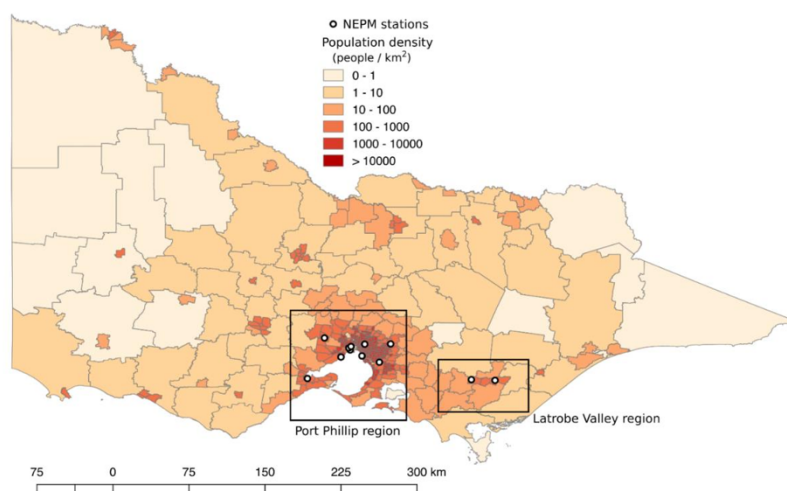 NEPM stations
Population density
(people / km²)
0 - 1
1 - 10
10 - 100
100 - 1000
1000 - 10000
> 10000
Port Phillip region
Latrobe Valley region
75 0 75 150 225 300 km